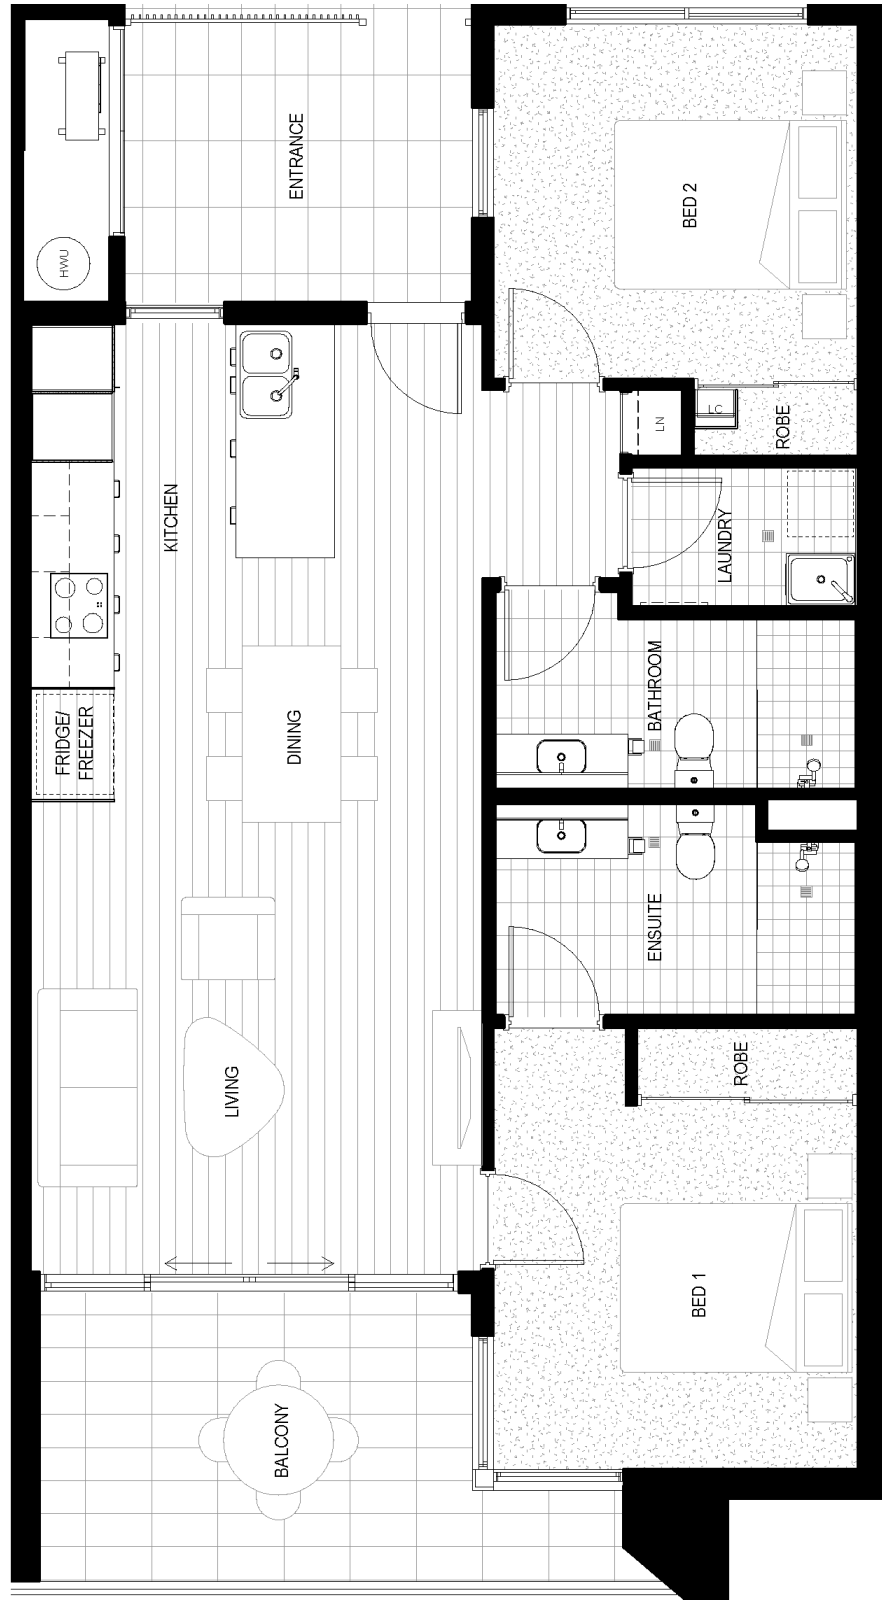 ENTRANCE
BED 2
HWU
LN
LC
ROBE
KITCHEN
LAUNDRY
BATHROOM
FRIDGE/
FREEZER
DINING
ENSUITE
LIVING
ROBE
BED 1
BALCONY